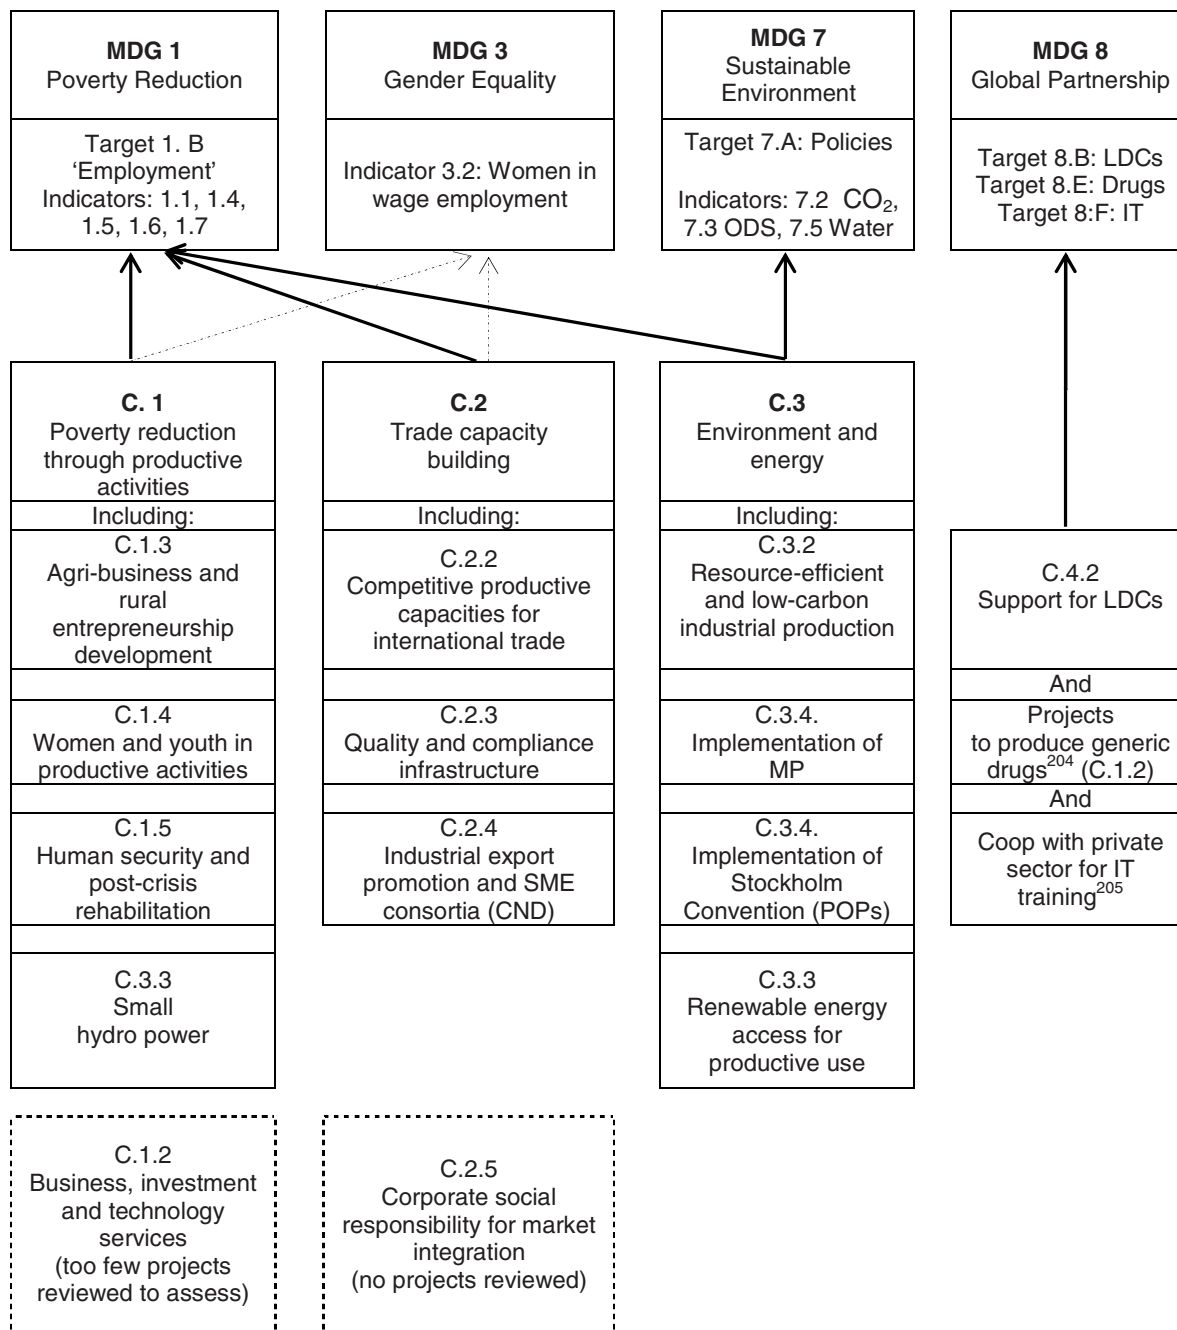 MDG 1
Poverty Reduction
Target 1. B
‘Employment’
Indicators: 1.1, 1.4,
1.5, 1.6, 1.7
MDG 3
Gender Equality
Indicator 3.2: Women in
wage employment
MDG 7
Sustainable
Environment
Target 7.A: Policies
Indicators: 7.2 CO₂,
7.3 ODS, 7.5 Water
MDG 8
Global Partnership
Target 8.B: LDCs
Target 8.E: Drugs
Target 8:F: IT
C. 1
Poverty reduction
through productive
activities
Including:
C.1.3
Agri-business and
rural
entrepreneurship
development
C.1.4
Women and youth in
productive activities
C.1.5
Human security and
post-crisis
rehabilitation
C.3.3
Small
hydro power
C.1.2
Business, investment
and technology
services
(too few projects
reviewed to assess)
C.2
Trade capacity
building
Including:
C.2.2
Competitive productive
capacities for
international trade
C.2.3
Quality and compliance
infrastructure
C.2.4
Industrial export
promotion and SME
consortia (CND)
C.2.5
Corporate social
responsibility for market
integration
(no projects reviewed)
C.3
Environment and
energy
Including:
C.3.2
Resource-efficient
and low-carbon
industrial production
C.3.4.
Implementation of
MP
C.3.4.
Implementation of
Stockholm
Convention (POPs)
C.3.3
Renewable energy
access for
productive use
C.4.2
Support for LDCs
And
Projects
to produce generic
drugs²⁰⁴ (C.1.2)
And
Coop with private
sector for IT
training²⁰⁵